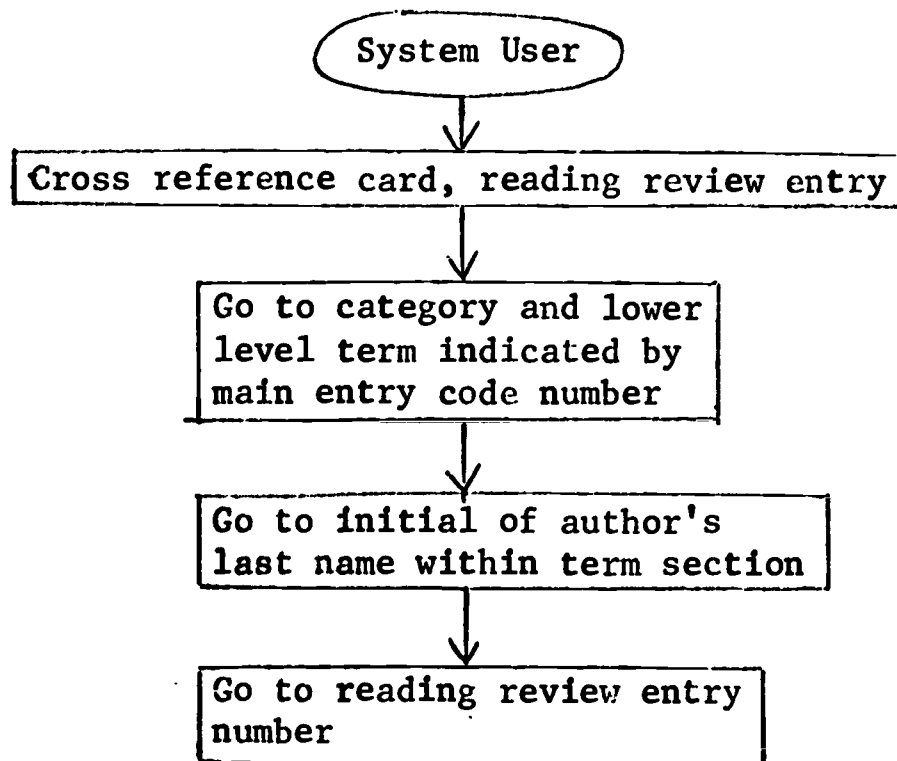 System User
Cross reference card, reading review entry
Go to category and lower
level term indicated by
main entry code number
Go to initial of author's
last name within term section
Go to reading review entry
number